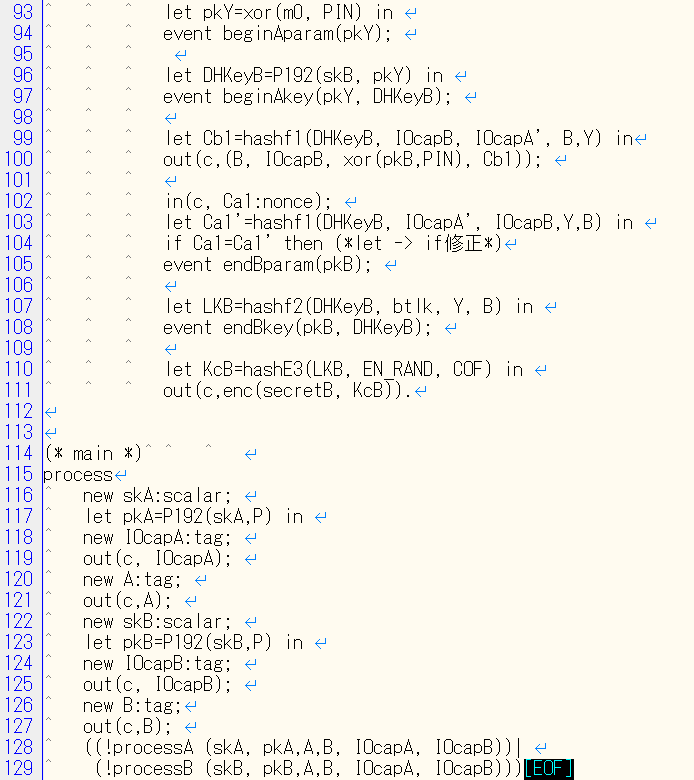 93 let pkY=xor(m0, PIN) in
94 event beginAparam(pkY);
95
96 let DHKeyB=P192(skB, pkY) in
97 event beginAkey(pkY, DHKeyB);
98
99 let Cb1=hashf1(DHKeyB, IOcapB, IOcapA', B,Y) in
100 out(c,(B, IOcapB, xor(pkB,PIN), Cb1));
101
102 in(c, Ca1:nonce);
103 let Ca1'=hashf1(DHKeyB, IOcapA', IOcapB,Y,B) in
104 if Ca1=Ca1' then (*let -> if修正*)
105 event endBparam(pkB);
106
107 let LKB=hashf2(DHKeyB, btlk, Y, B) in
108 event endBkey(pkB, DHKeyB);
109
110 let KcB=hashE3(LKB, EN_RAND, COF) in
111 out(c,enc(secretB, KcB)).
112
113
114 (* main *)
115 process
116 new skA:scalar;
117 let pkA=P192(skA,P) in
118 new IOcapA:tag;
119 out(c, IOcapA);
120 new A:tag;
121 out(c,A);
122 new skB:scalar;
123 let pkB=P192(skB,P) in
124 new IOcapB:tag;
125 out(c, IOcapB);
126 new B:tag;
127 out(c,B);
128 ((!processA (skA, pkA,A,B, IOcapA, IOcapB))|
129 (!processB (skB, pkB,A,B, IOcapA, IOcapB)))[EOF]